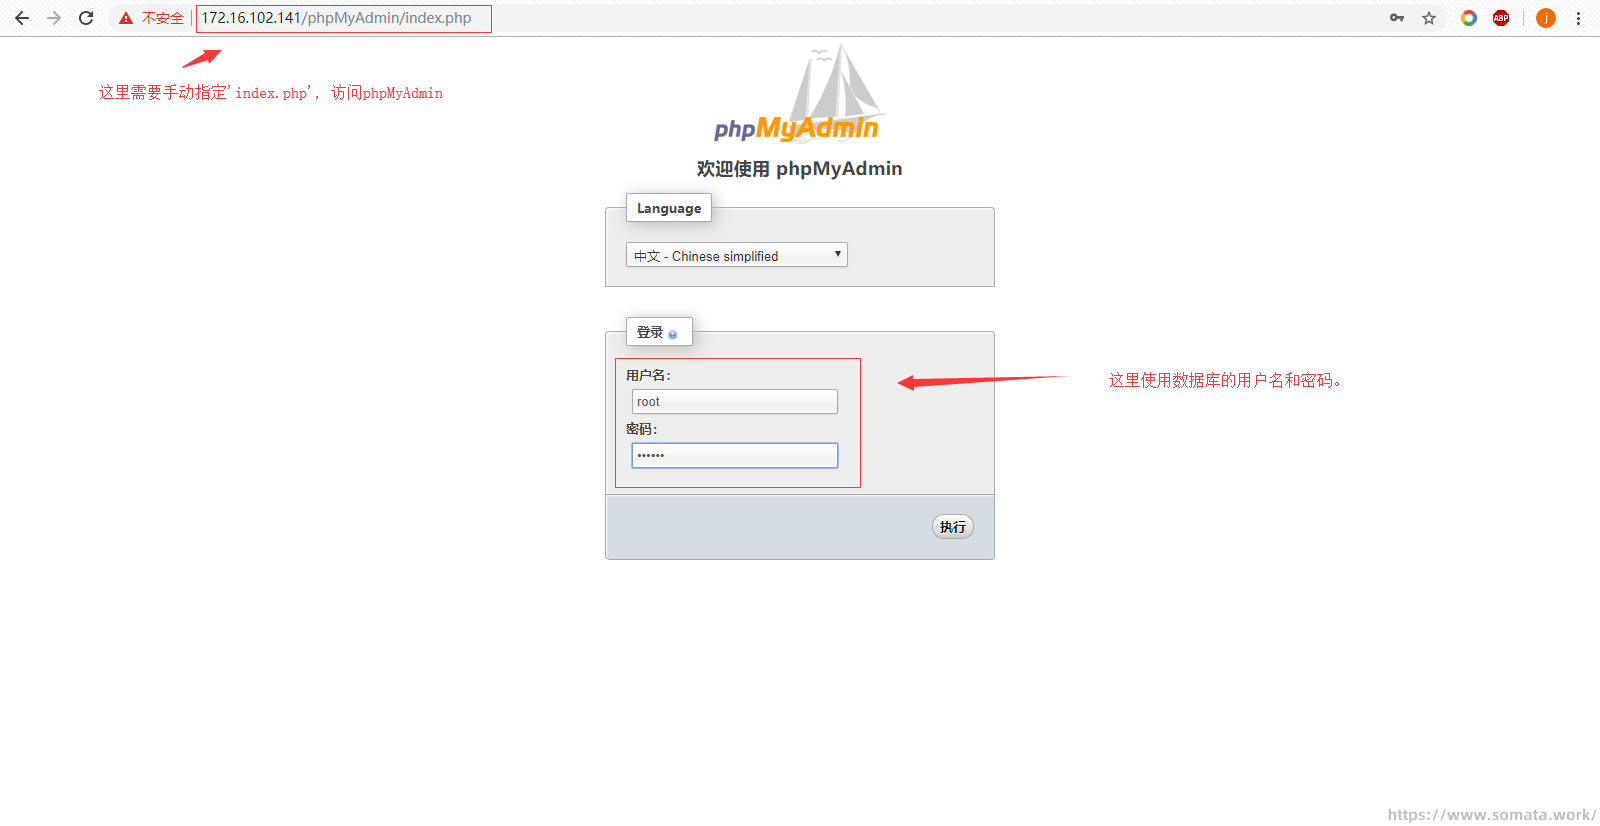 不安全 172.16.102.141/phpMyAdmin/index.php ABP j
这里需要手动指定'index.php', 访问phpMyAdmin
phpMyAdmin
欢迎使用 phpMyAdmin
Language
中文 - Chinese simplified
登录
用户名：
root
这里使用数据库的用户名和密码。
密码：
••••••
执行
https://www.somata.work/